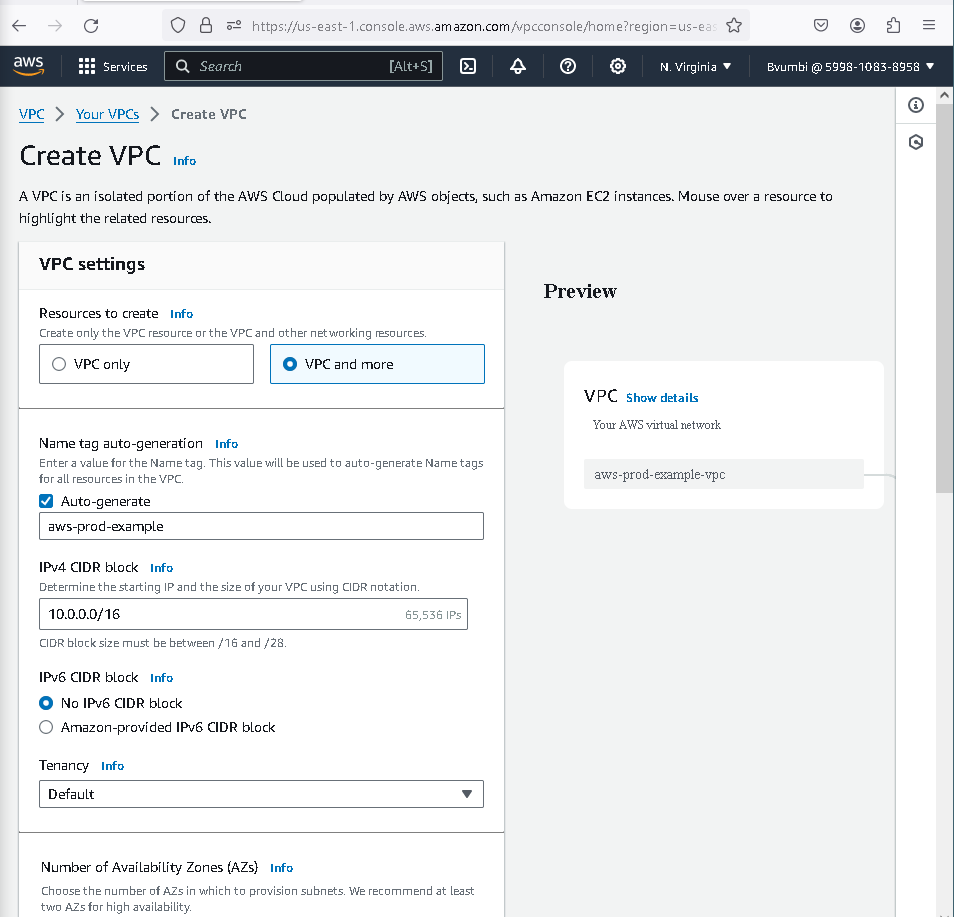 https://us-east-1.console.aws.amazon.com/vpcconsole/home?region=us-eas
aws
Services
Search
[Alt+S]
N. Virginia
Bvumbi @ 5998-1083-8958
VPC > Your VPCs > Create VPC
Create VPC Info
A VPC is an isolated portion of the AWS Cloud populated by AWS objects, such as Amazon EC2 instances. Mouse over a resource to
highlight the related resources.
VPC settings
Resources to create Info
Create only the VPC resource or the VPC and other networking resources.
VPC only
VPC and more
Name tag auto-generation Info
Enter a value for the Name tag. This value will be used to auto-generate Name tags
for all resources in the VPC.
Auto-generate
aws-prod-example
IPv4 CIDR block Info
Determine the starting IP and the size of your VPC using CIDR notation.
10.0.0.0/16
65,536 IPs
CIDR block size must be between /16 and /28.
IPv6 CIDR block Info
No IPv6 CIDR block
Amazon-provided IPv6 CIDR block
Tenancy Info
Default
Number of Availability Zones (AZs) Info
Choose the number of AZs in which to provision subnets. We recommend at least
two AZs for high availability.
Preview
VPC Show details
Your AWS virtual network
aws-prod-example-vpc